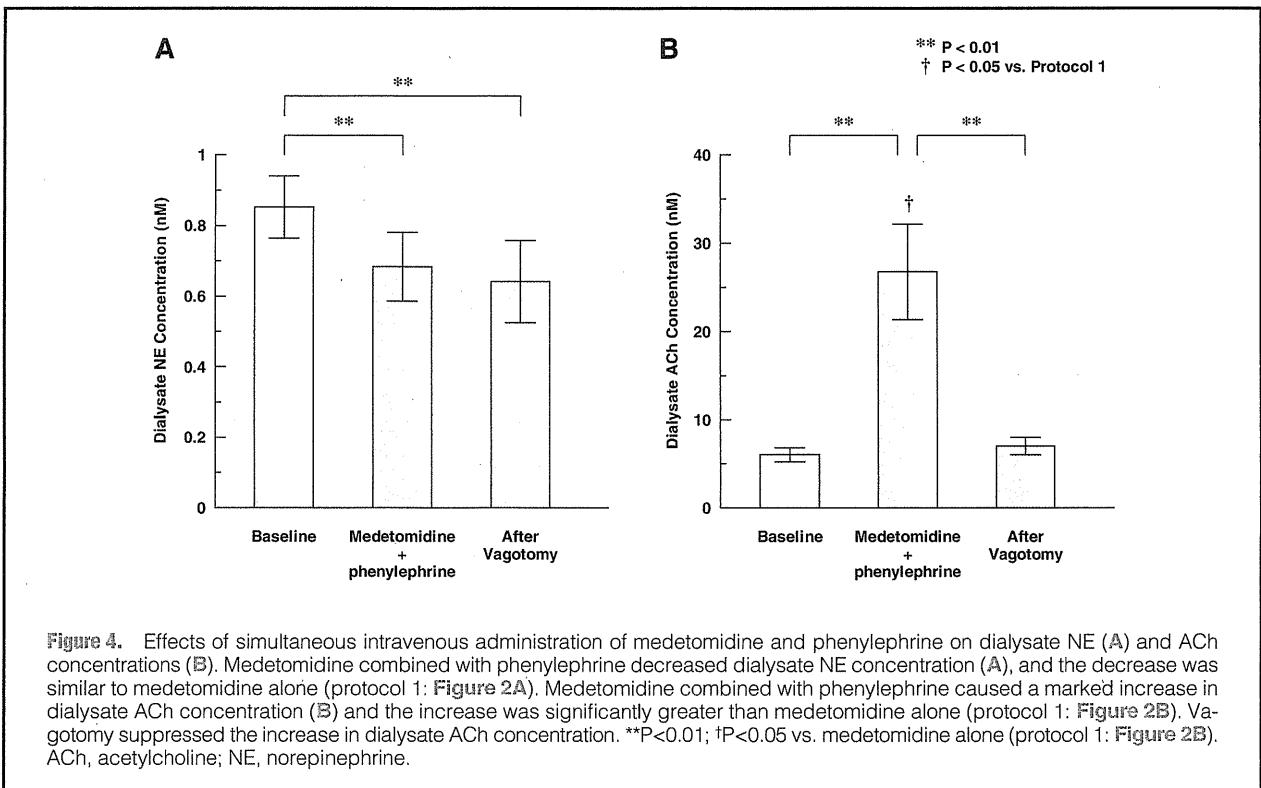 A
B
** P < 0.01
† P < 0.05 vs. Protocol 1
**
**
**
**
1
0.8
0.6
0.4
0.2
0
Dialysate NE Concentration (nM)
Baseline
Medetomidine
+
phenylephrine
After
Vagotomy
40
†
30
20
10
0
Dialysate ACh Concentration (nM)
Baseline
Medetomidine
+
phenylephrine
After
Vagotomy
Figure 4. Effects of simultaneous intravenous administration of medetomidine and phenylephrine on dialysate NE (A) and ACh
concentrations (B). Medetomidine combined with phenylephrine decreased dialysate NE concentration (A), and the decrease was
similar to medetomidine alone (protocol 1: Figure 2A). Medetomidine combined with phenylephrine caused a marked increase in
dialysate ACh concentration (B) and the increase was significantly greater than medetomidine alone (protocol 1: Figure 2B). Va-
gotomy suppressed the increase in dialysate ACh concentration. **P<0.01; †P<0.05 vs. medetomidine alone (protocol 1: Figure 2B).
ACh, acetylcholine; NE, norepinephrine.